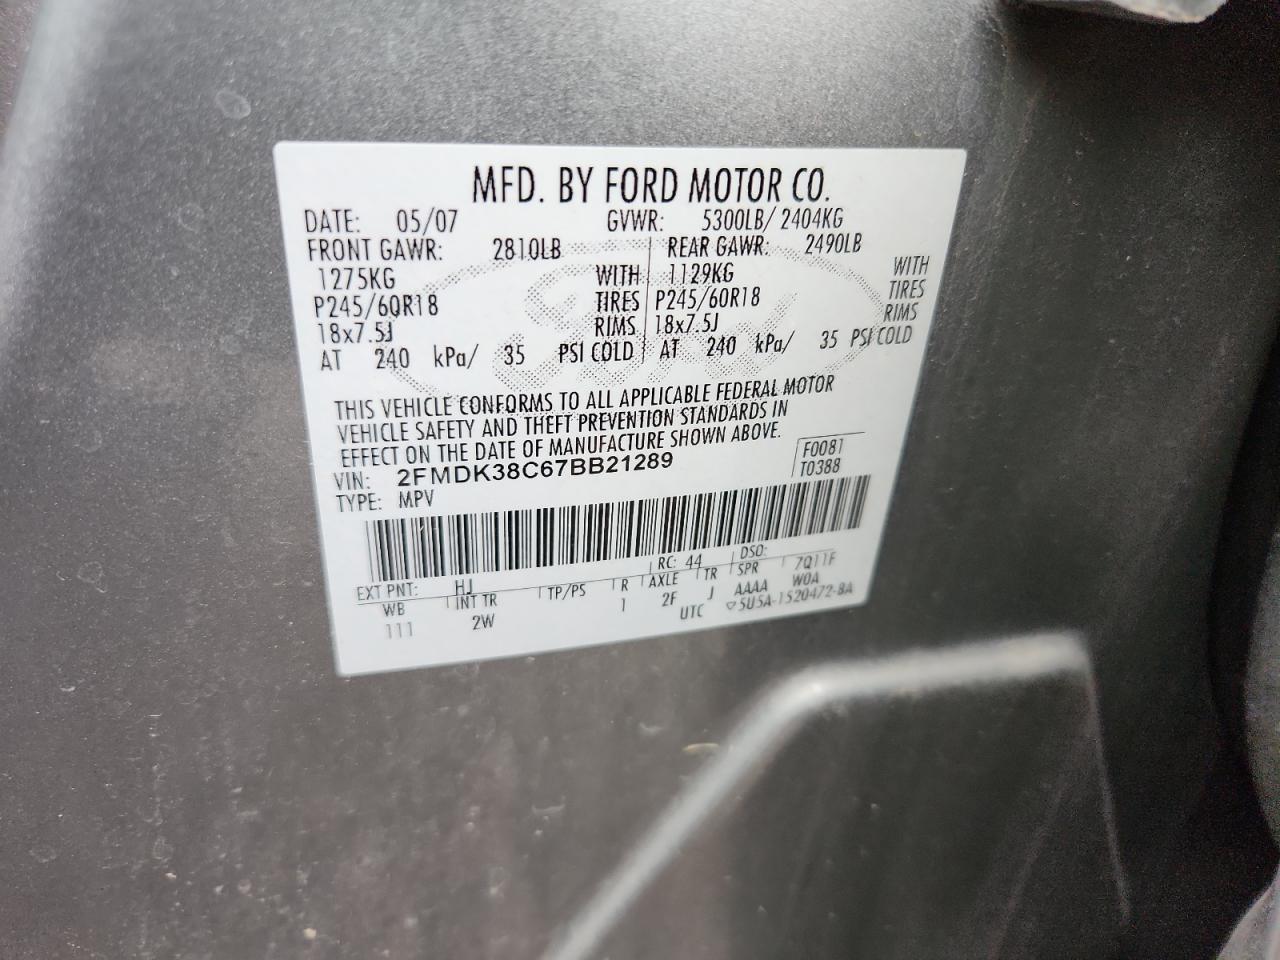 MFD. BY FORD MOTOR CO.
DATE: 05/07 GVWR: 5300LB/ 2404KG
FRONT GAWR: 2810LB REAR GAWR: 2490LB
1275KG WITH 1129KG WITH
P245/60R18 TIRES P245/60R18 TIRES
18x7.5J RIMS 18x7.5J RIMS
AT 240 kPa/ 35 PSI COLD AT 240 kPa/ 35 PSI COLD
THIS VEHICLE CONFORMS TO ALL APPLICABLE FEDERAL MOTOR
VEHICLE SAFETY AND THEFT PREVENTION STANDARDS IN
EFFECT ON THE DATE OF MANUFACTURE SHOWN ABOVE.
VIN: 2FMDK38C67BB21289 F0081
TYPE: MPV T0388
EXT PNT: HJ RC: 44 DSO: 7Q11F
WB INT TR TP/PS R AXLE TR SPR W0A
111 2W 1 2F J AAAA
UTC ▽5U5A-1520472-BA